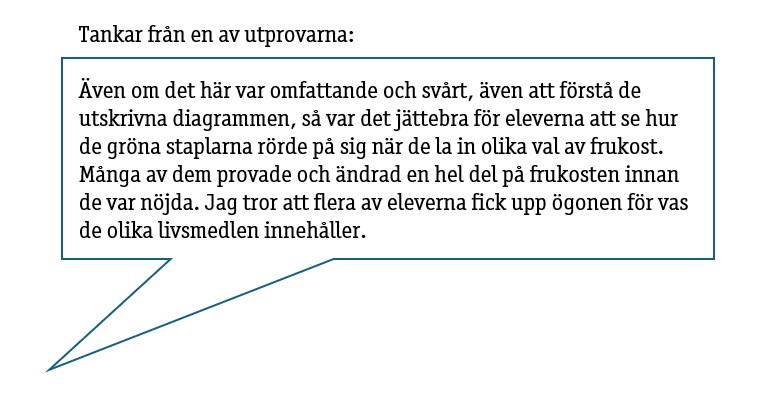 Tankar från en av utprovarna:
Även om det här var omfattande och svårt, även att förstå de
utskrivna diagrammen, så var det jättebra för eleverna att se hur
de gröna staplarna rörde på sig när de la in olika val av frukost.
Många av dem provade och ändrad en hel del på frukosten innan
de var nöjda. Jag tror att flera av eleverna fick upp ögonen för vas
de olika livsmedlen innehåller.